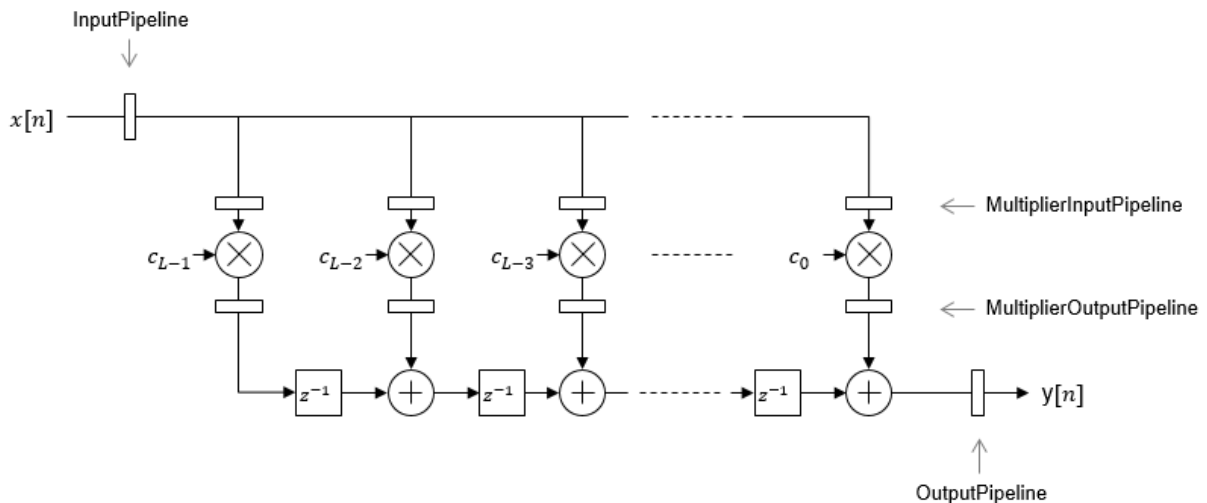 InputPipeline
x[n]
MultiplierInputPipeline
c_{L-1} c_{L-2} c_{L-3} c_0
MultiplierOutputPipeline
z^{-1} z^{-1} z^{-1} y[n]
OutputPipeline